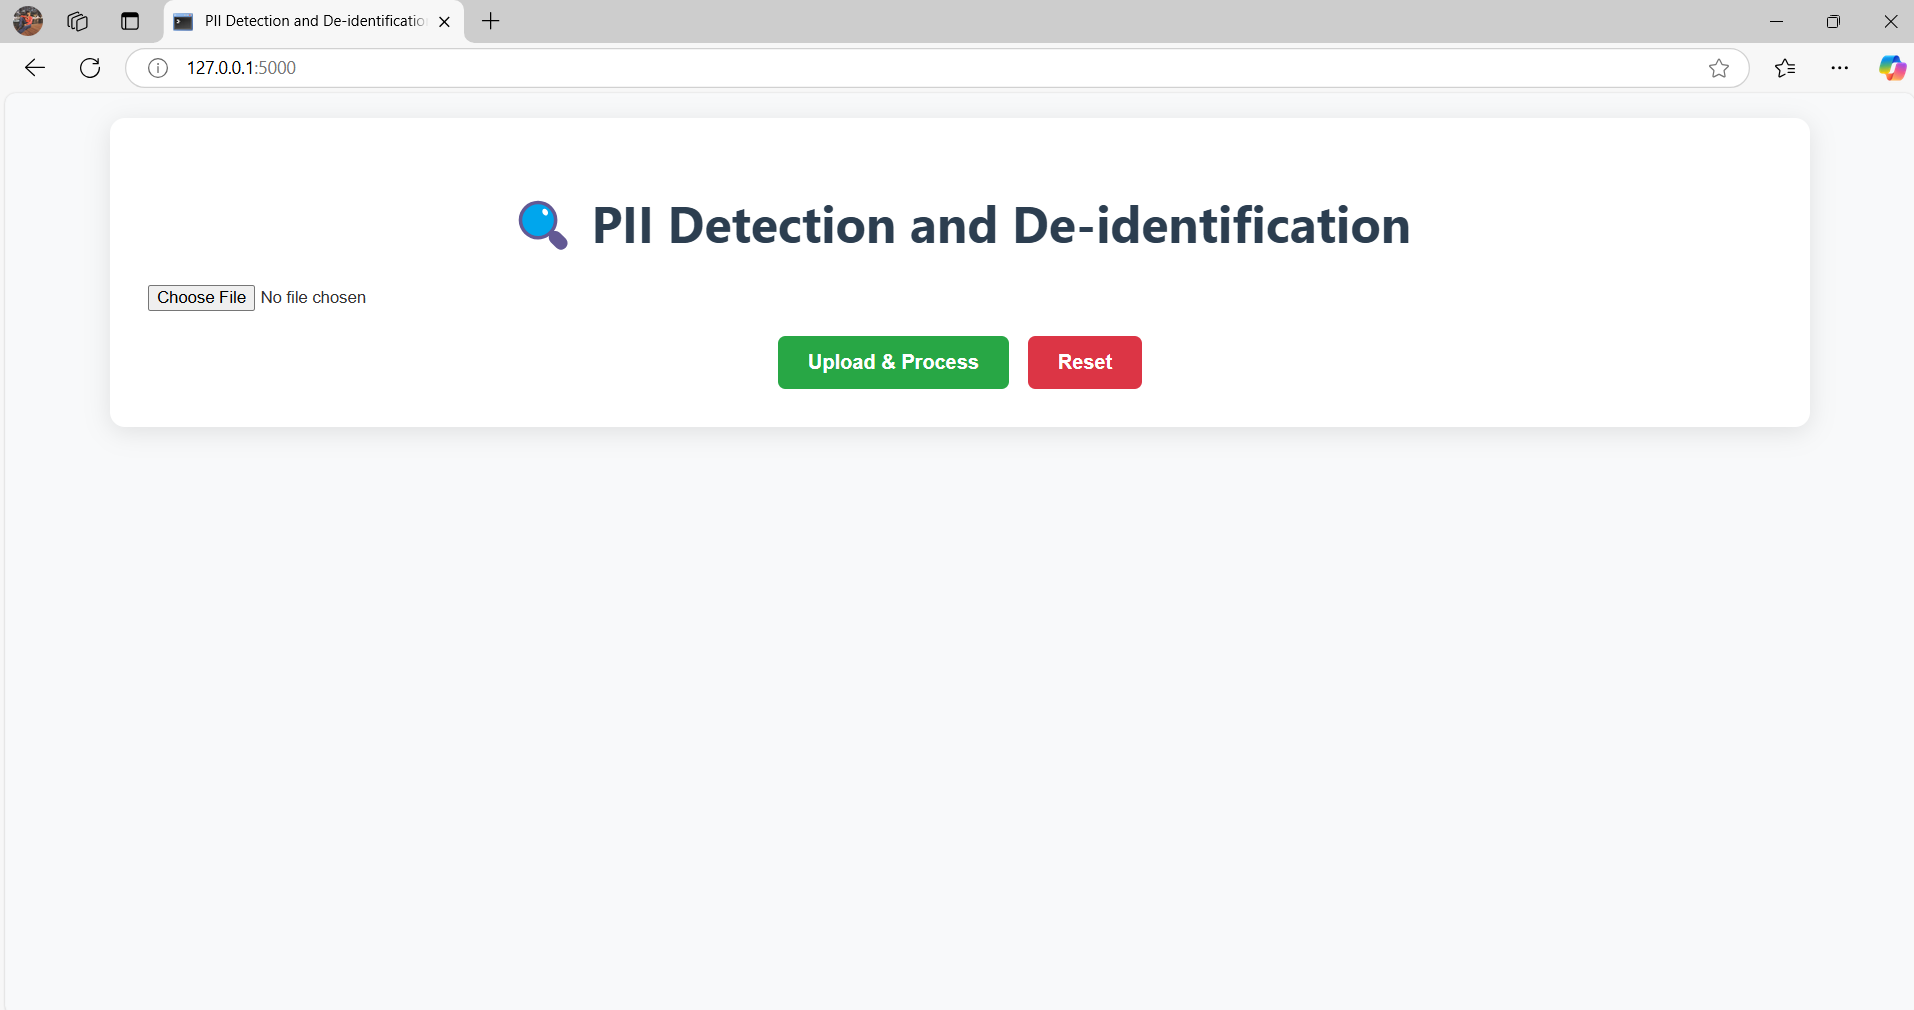 PII Detection and De-identificatio
127.0.0.1:5000
PII Detection and De-identification
Choose File No file chosen
Upload & Process Reset